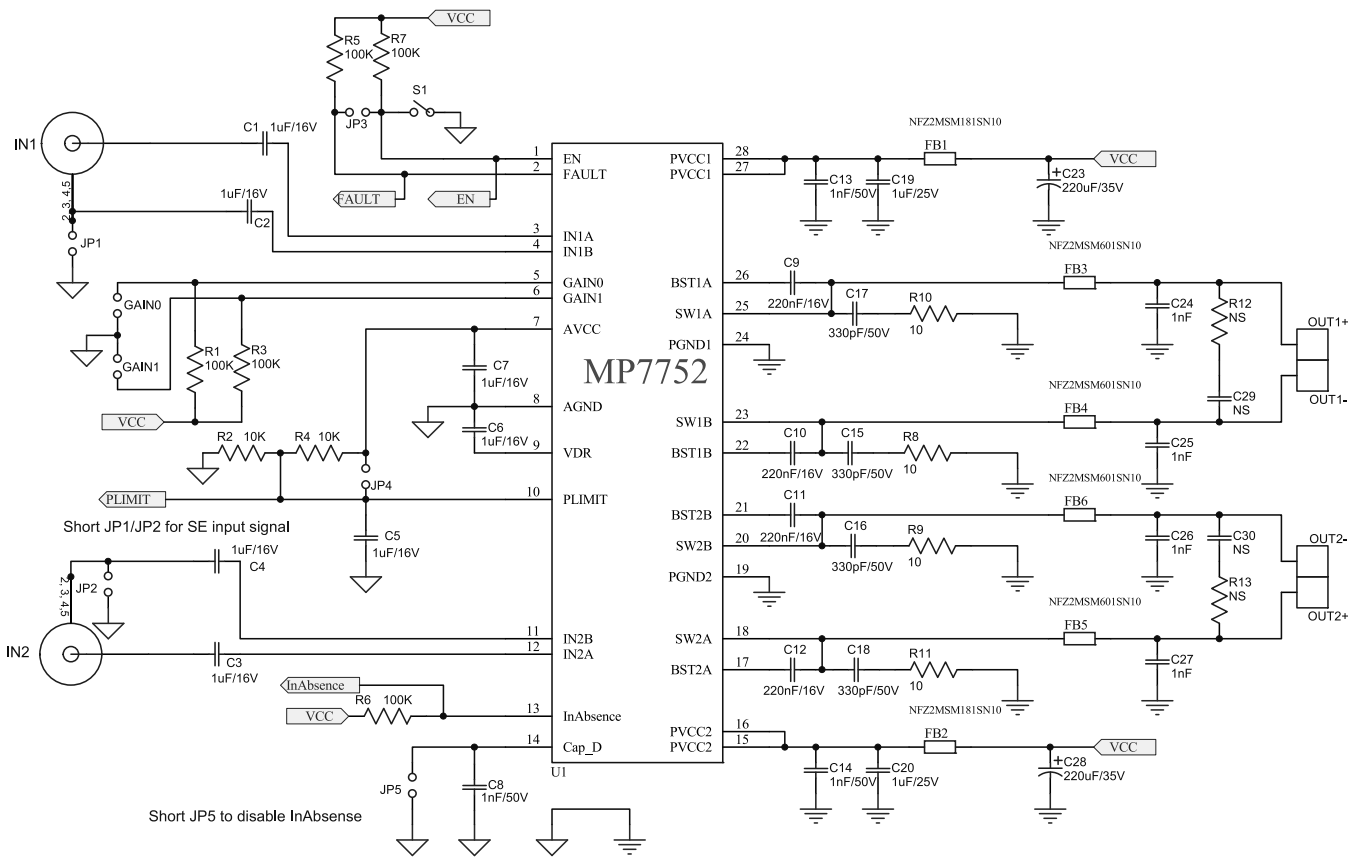 VCC
R5
100K
R7
100K
S1
JP3
IN1
C1
1uF/16V
2, 3, 4,5
1uF/16V
C2
JP1
FAULT
EN
GAIN0
GAIN1
R1
100K
R3
100K
VCC
C7
1uF/16V
C6
1uF/16V
R2 10K
R4 10K
JP4
PLIMIT
C5
1uF/16V
Short JP1/JP2 for SE input signal
1uF/16V
C4
2, 3, 4,5
JP2
IN2
C3
1uF/16V
InAbsence
VCC
R6 100K
JP5
C8
1nF/50V
Short JP5 to disable InAbsense
MP7752
U1
1 EN
2 FAULT
3 IN1A
4 IN1B
5 GAIN0
6 GAIN1
7 AVCC
8 AGND
9 VDR
10 PLIMIT
11 IN2B
12 IN2A
13 InAbsence
14 Cap_D
PVCC1 28
PVCC1 27
BST1A 26
SW1A 25
PGND1 24
SW1B 23
BST1B 22
BST2B 21
SW2B 20
PGND2 19
SW2A 18
BST2A 17
PVCC2 16
PVCC2 15
NFZ2MSM181SN10
FB1
VCC
C13
1nF/50V
C19
1uF/25V
+
C23
220uF/35V
NFZ2MSM601SN10
FB3
C9
220nF/16V
C17
330pF/50V
R10
10
C24
1nF
R12
NS
OUT1+
C29
NS
OUT1-
NFZ2MSM601SN10
FB4
C10
220nF/16V
C15
330pF/50V
R8
10
C25
1nF
NFZ2MSM601SN10
FB6
C11
220nF/16V
C16
330pF/50V
R9
10
C26
1nF
C30
NS
OUT2-
R13
NS
OUT2+
NFZ2MSM601SN10
FB5
C12
220nF/16V
C18
330pF/50V
R11
10
C27
1nF
NFZ2MSM181SN10
FB2
VCC
C14
1nF/50V
C20
1uF/25V
+
C28
220uF/35V